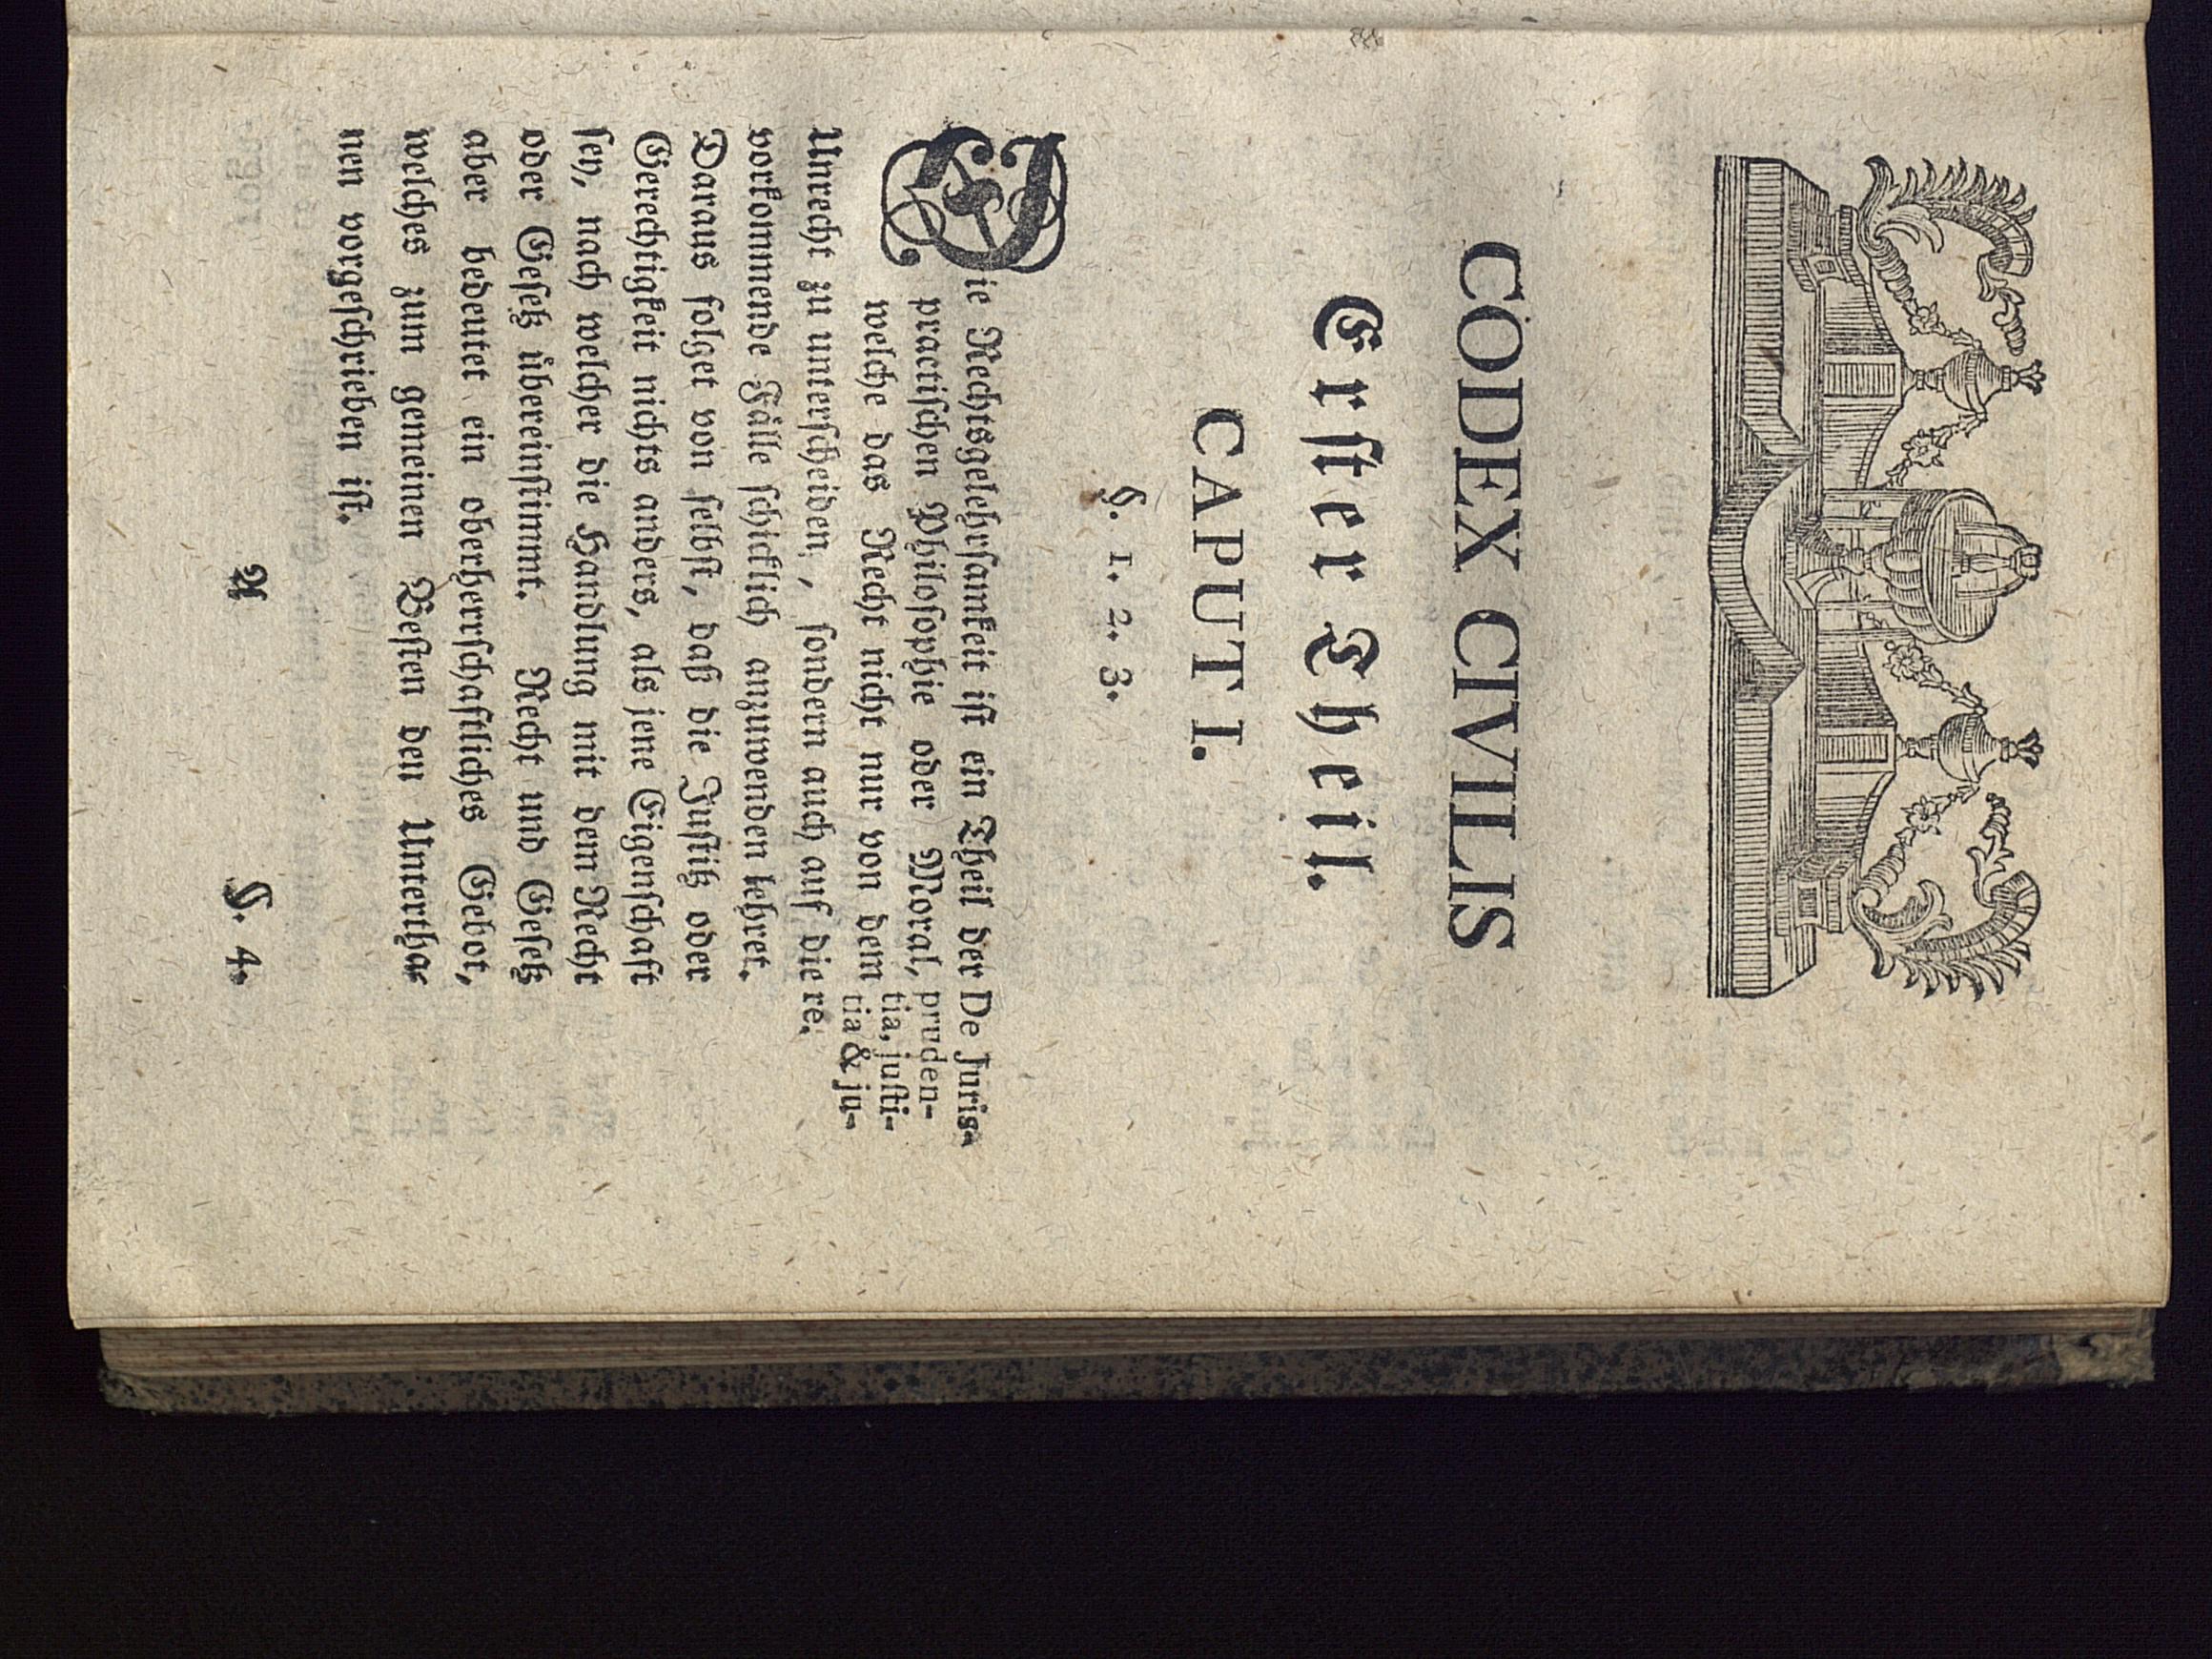 CODEX CIVILIS
Erſter Theil.
CAPUT I.
§. 1. 2. 3.
Die Rechtsgelehrſamkeit iſt ein Theil der
practiſchen Philoſophie oder Moral,
welche das Recht nicht nur von dem
Unrecht zu unterſcheiden, ſondern auch auf die
vorkommende Fälle ſchicklich anzuwenden lehret.
Daraus folget von ſelbſt, daß die Juſtitz oder
Gerechtigkeit nichts anders, als jene Eigenſchaft
ſey, nach welcher die Handlung mit dem Recht
oder Geſetz übereinſtimmt. Recht und Geſetz
aber bedeutet ein oberherrſchaftliches Gebot,
welches zum gemeinen Beſten den Untertha-
nen vorgeſchrieben iſt.
De Juris-
pruden-
tia, juſti-
tia & ju-
re.
A
§. 4.